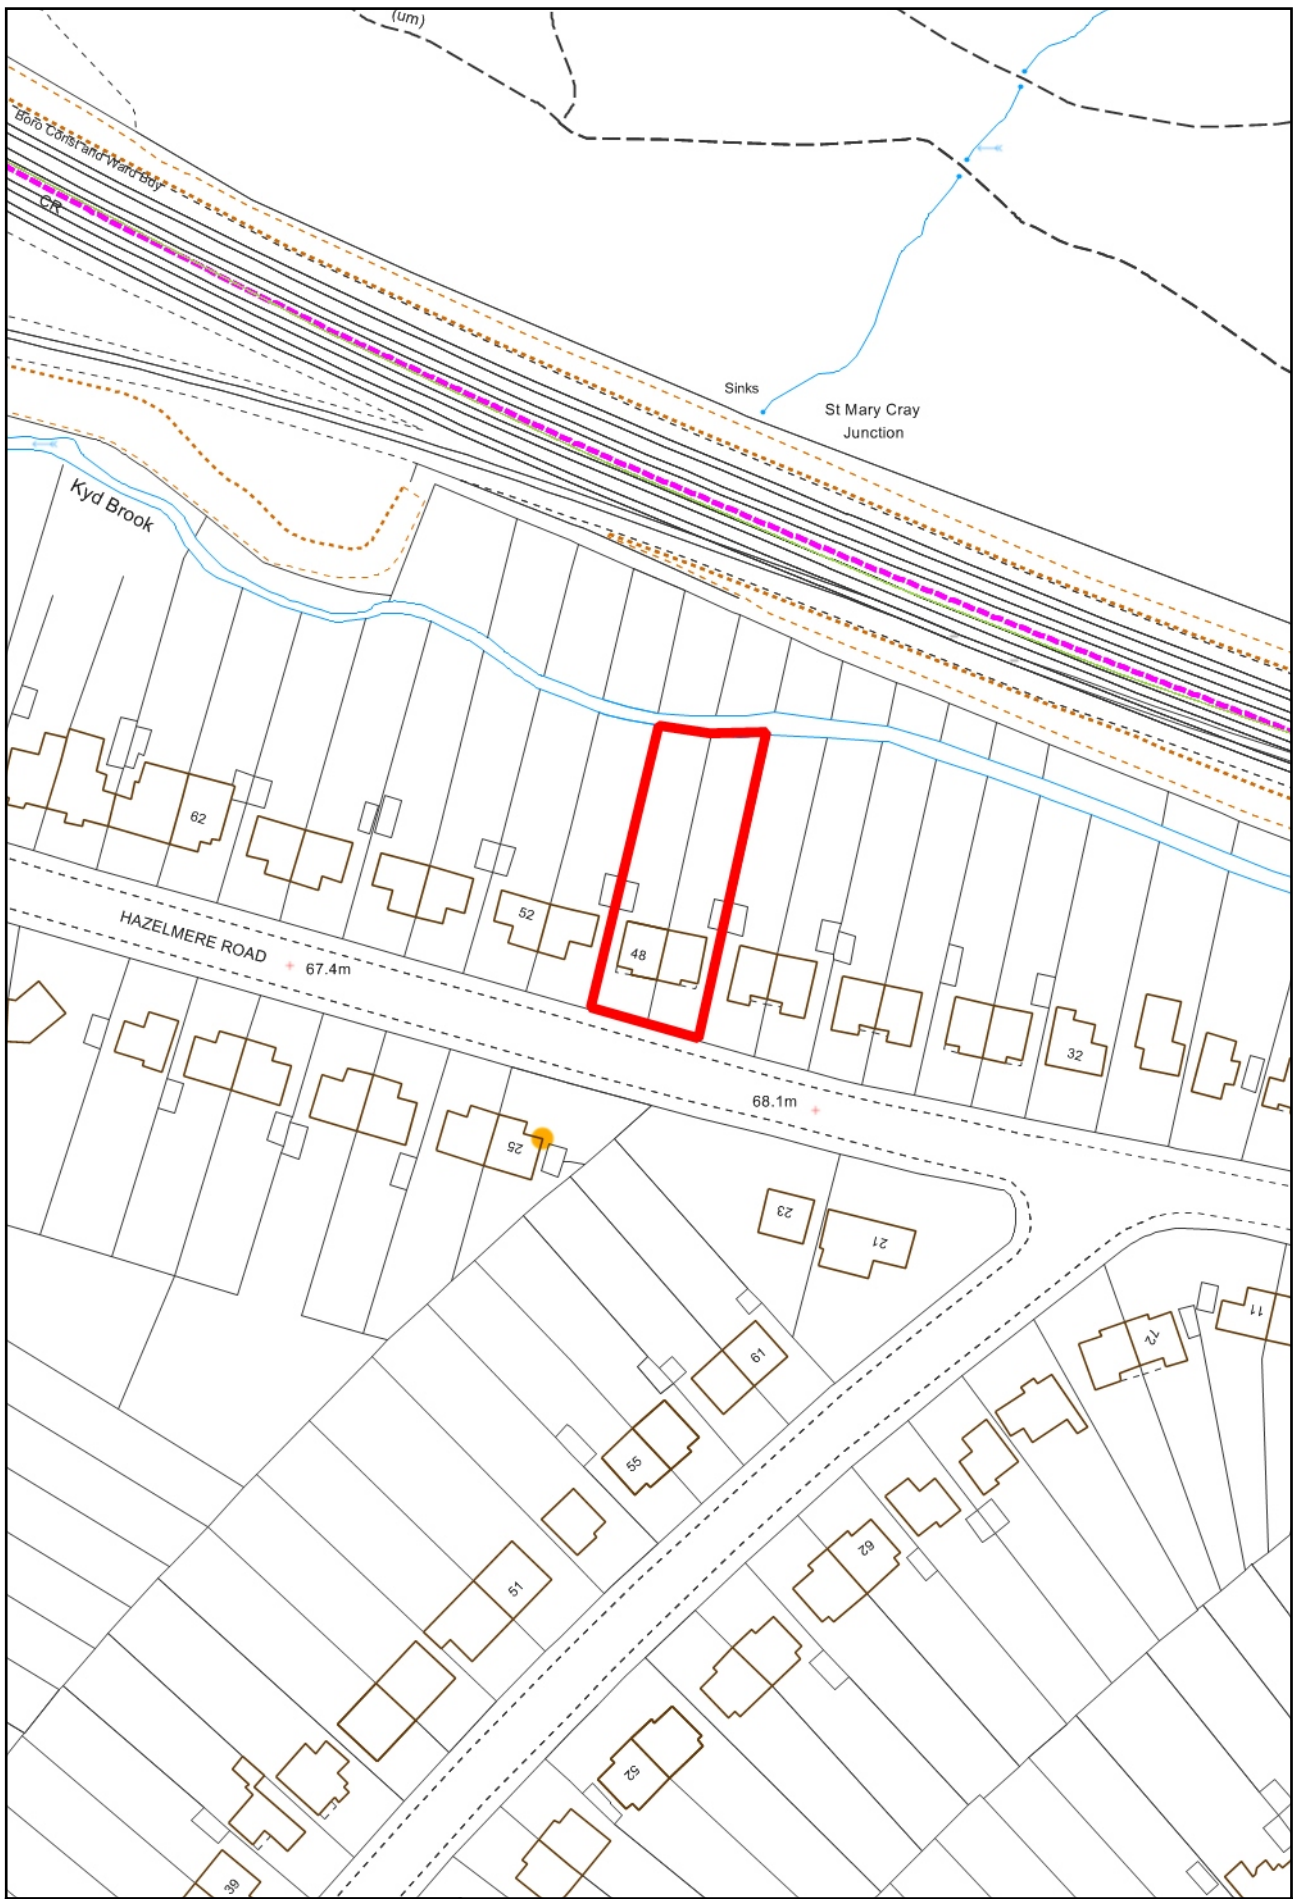 (um)
Boro Const and Ward Bdy
CR
Sinks
St Mary Cray
Junction
Kyd Brook
62
52
48
HAZELMERE ROAD
67.4m
32
68.1m
25
23
21
11
72
61
55
62
51
52
39